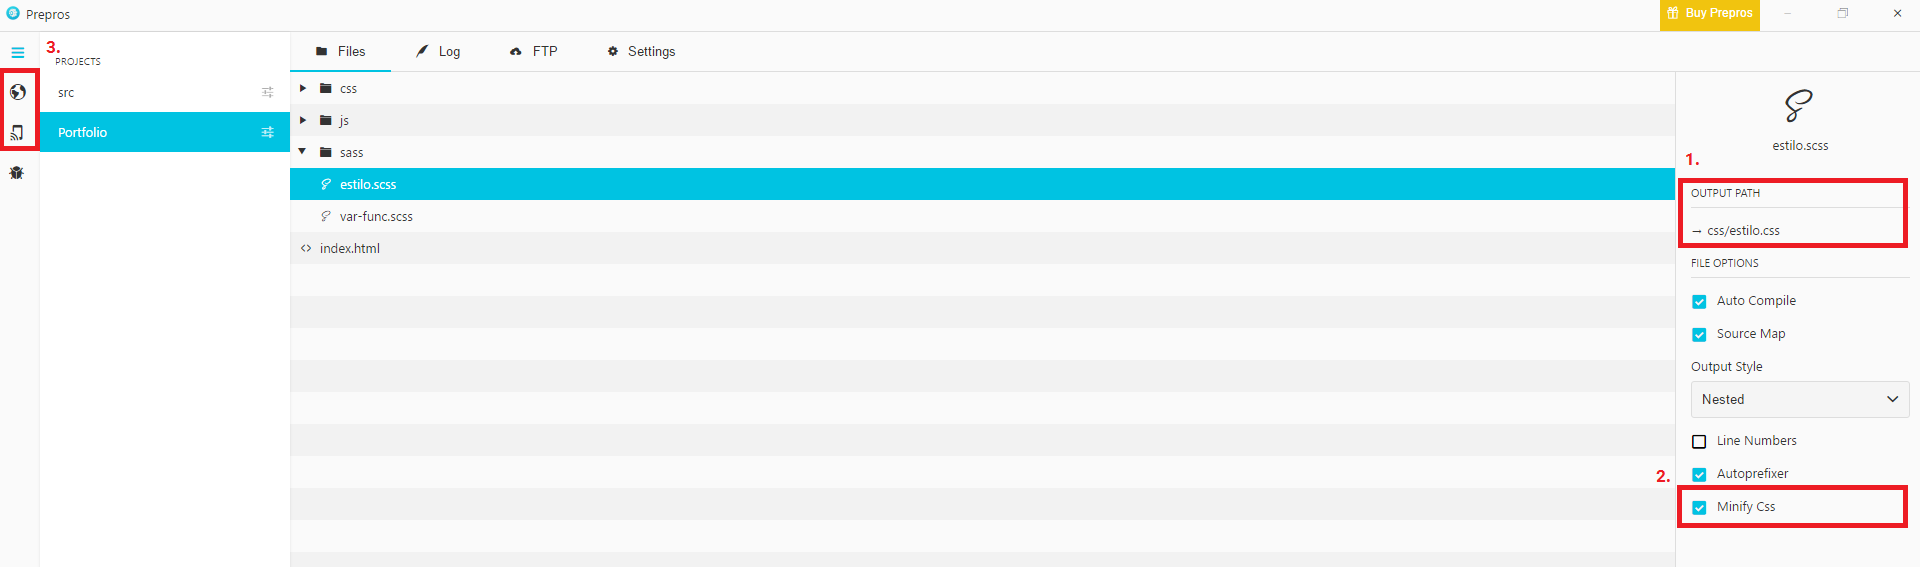 Prepros
Buy Prepros
3.
PROJECTS
src
Portfolio
Files
Log
FTP
Settings
css
js
sass
estilo.scss
var-func.scss
index.html
estilo.scss
1.
OUTPUT PATH
→ css/estilo.css
FILE OPTIONS
Auto Compile
Source Map
Output Style
Nested
Line Numbers
Autoprefixer
2.
Minify Css